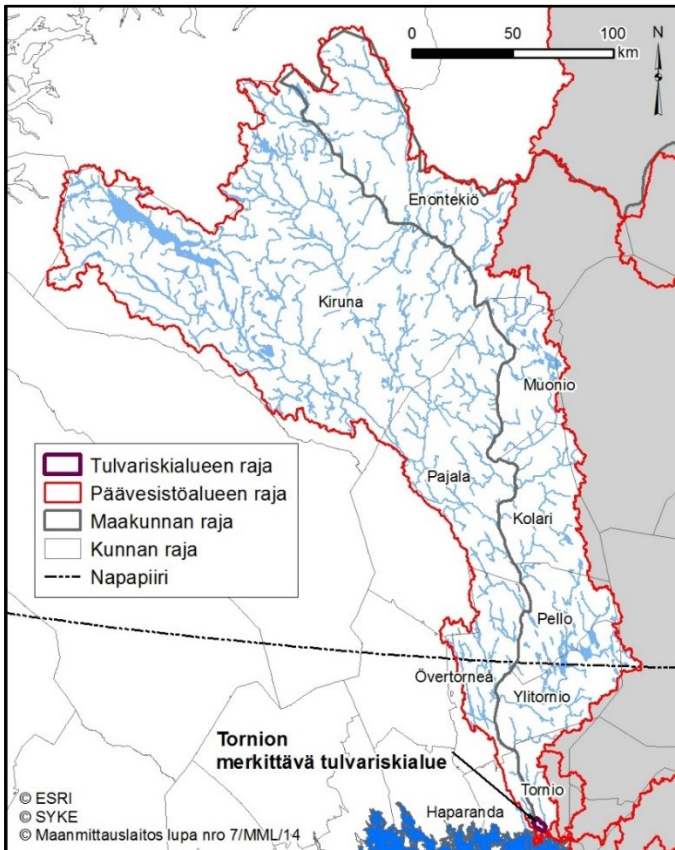 0 50 100
km
N
Enontekiö
Kiruna
Muonio
Pajala
Kolari
Tulvariskialueen raja
Päävesistöalueen raja
Maakunnan raja
Kunnan raja
Napapiiri
Pello
Övertorneå
Ylitornio
Tornion
merkittävä tulvariskialue
Tornio
Haparanda
© ESRI
© SYKE
© Maanmittauslaitos lupa nro 7/MML/14